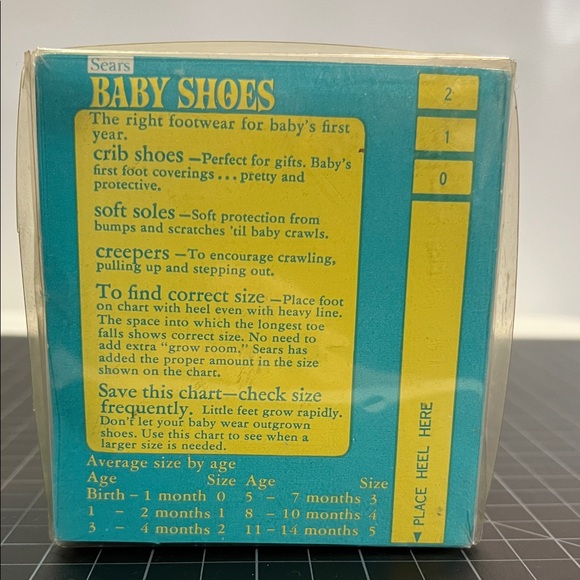 Sears
BABY SHOES
The right footwear for baby's first
year.
crib shoes — Perfect for gifts. Baby's
first foot coverings ... pretty and
protective.
soft soles — Soft protection from
bumps and scratches 'til baby crawls.
creepers — To encourage crawling,
pulling up and stepping out.
To find correct size — Place foot
on chart with heel even with heavy line.
The space into which the longest toe
falls shows correct size. No need to
add extra "grow room." Sears has
added the proper amount in the size
shown on the chart.
Save this chart—check size
frequently. Little feet grow rapidly.
Don't let your baby wear outgrown
shoes. Use this chart to see when a
larger size is needed.
Average size by age
Age Size Age Size
Birth – 1 month 0 5 – 7 months 3
1 – 2 months 1 8 – 10 months 4
3 – 4 months 2 11 – 14 months 5
2
1
0
PLACE HEEL HERE